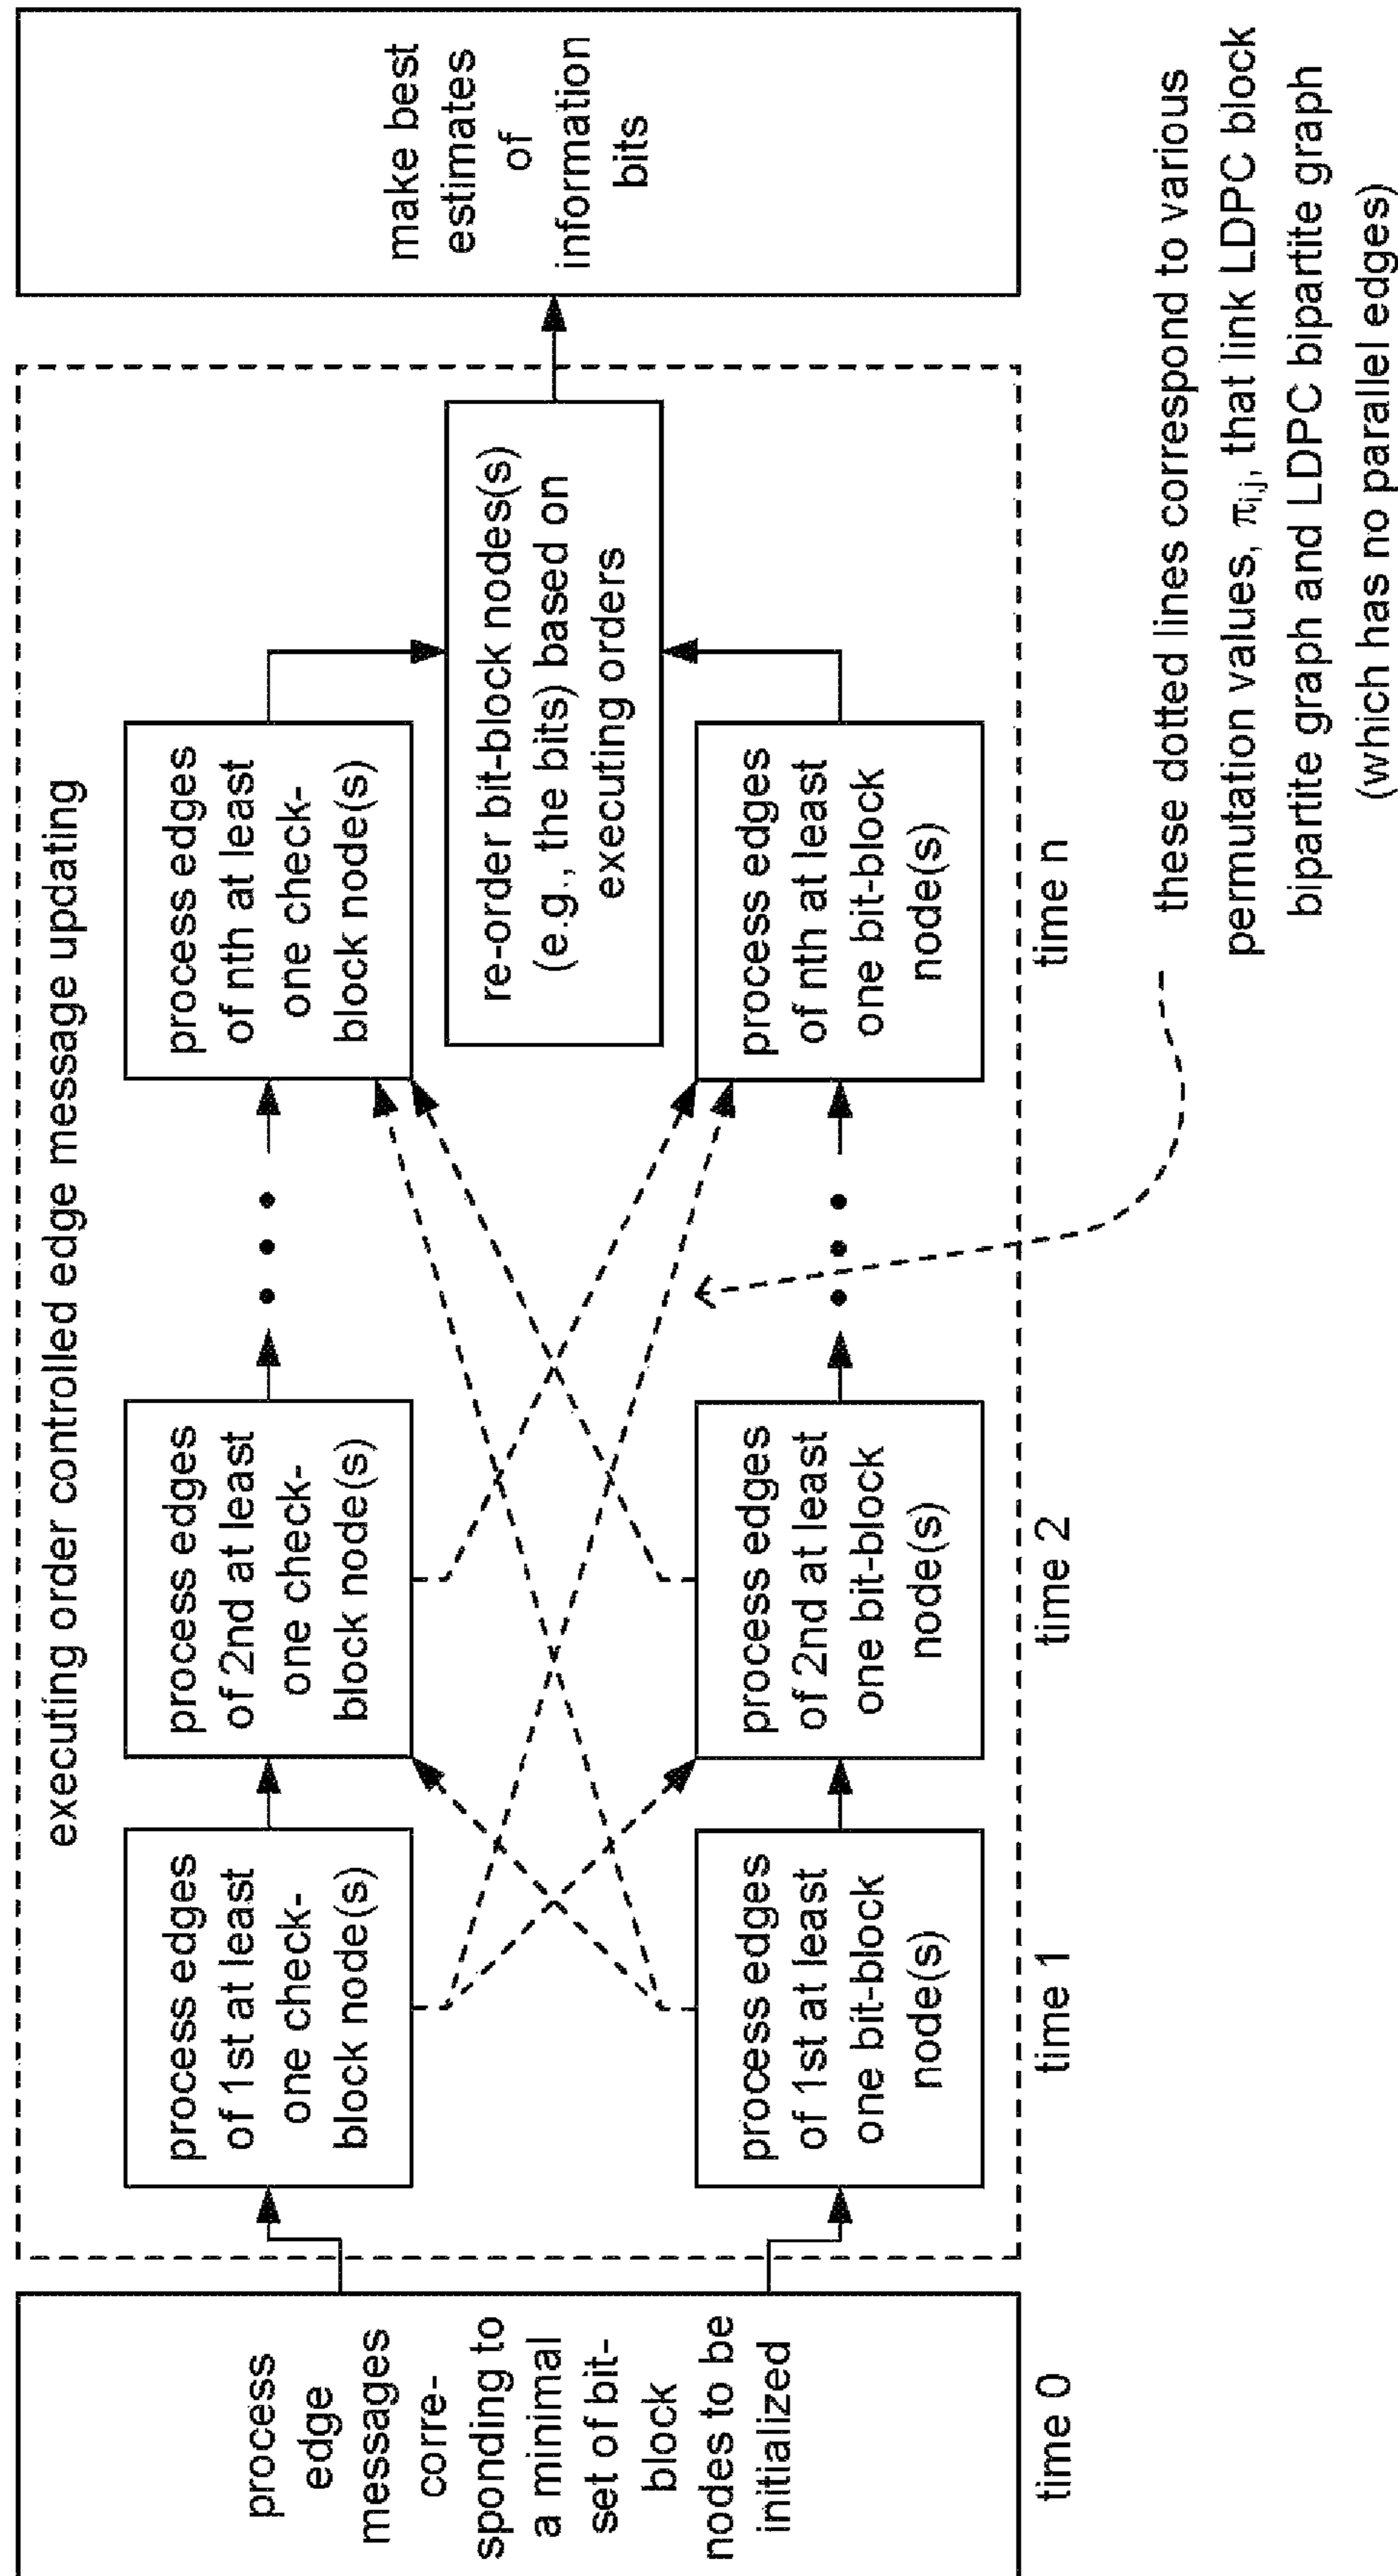 process
edge
messages
corre-
sponding to
a minimal
set of bit-
block
nodes to be
initialized
time 0
executing order controlled edge message updating
process edges
of 1st at least
one check-
block node(s)
process edges
of 1st at least
one bit-block
node(s)
time 1
process edges
of 2nd at least
one check-
block node(s)
process edges
of 2nd at least
one bit-block
node(s)
time 2
process edges
of nth at least
one check-
block node(s)
re-order bit-block nodes(s)
(e.g., the bits) based on
executing orders
process edges
of nth at least
one bit-block
node(s)
time n
make best
estimates
of
information
bits
these dotted lines correspond to various
permutation values, π_{i,j}, that link LDPC block
bipartite graph and LDPC bipartite graph
(which has no parallel edges)